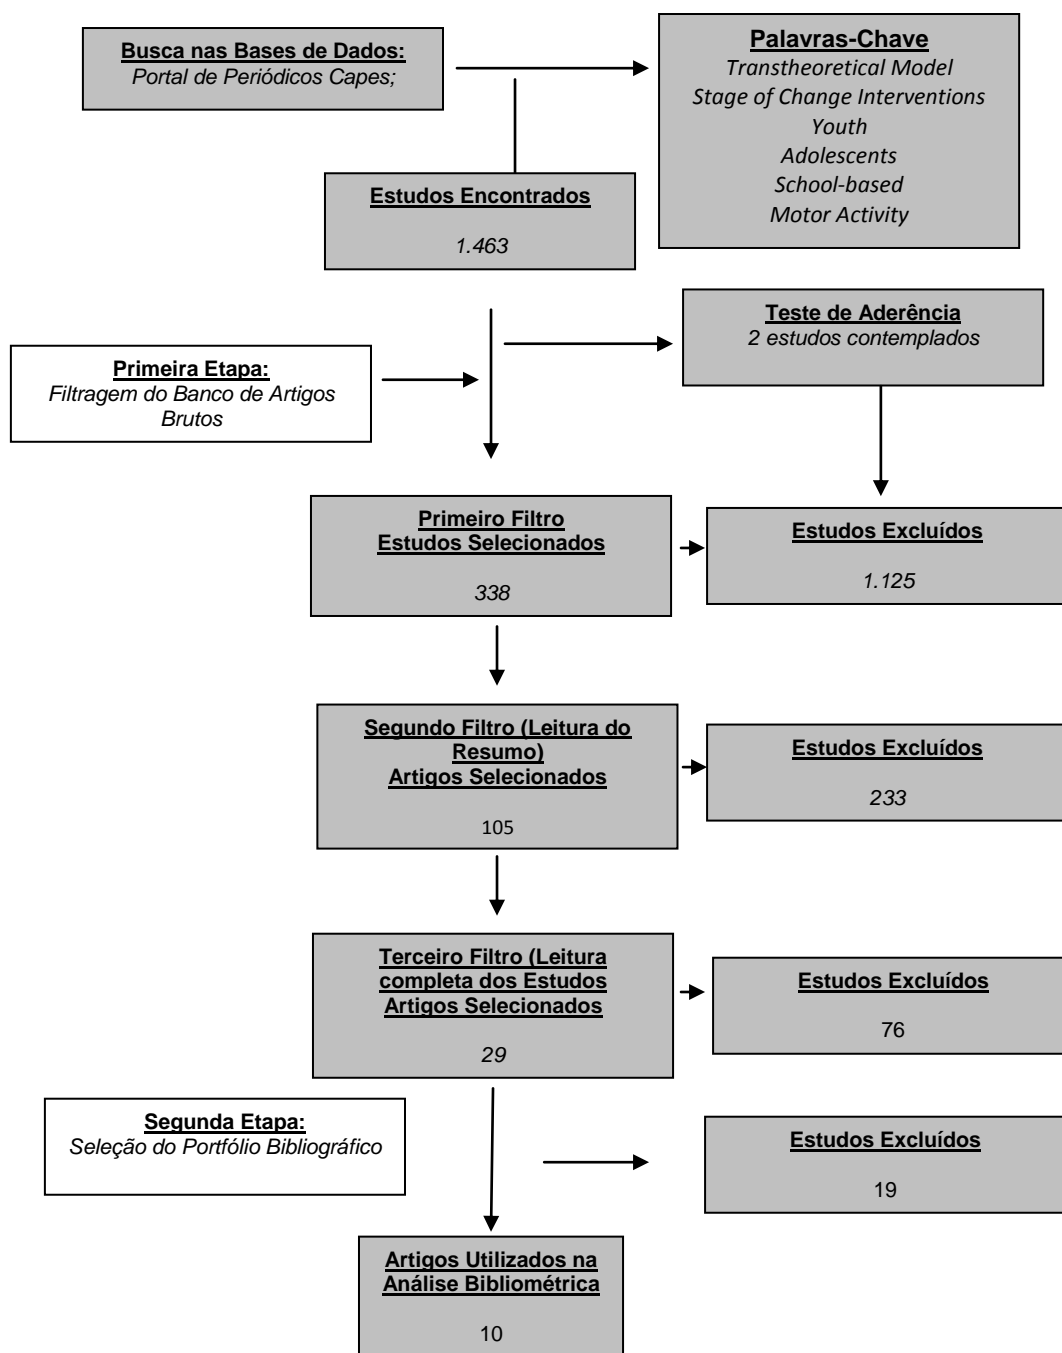 Busca nas Bases de Dados:
Portal de Periódicos Capes;
Palavras-Chave
Transtheoretical Model
Stage of Change Interventions
Youth
Adolescents
School-based
Motor Activity
Estudos Encontrados
1.463
Teste de Aderência
2 estudos contemplados
Primeira Etapa:
Filtragem do Banco de Artigos
Brutos
Primeiro Filtro
Estudos Selecionados
338
Estudos Excluídos
1.125
Segundo Filtro (Leitura do
Resumo)
Artigos Selecionados
105
Estudos Excluídos
233
Terceiro Filtro (Leitura
completa dos Estudos
Artigos Selecionados
29
Estudos Excluídos
76
Segunda Etapa:
Seleção do Portfólio Bibliográfico
Estudos Excluídos
19
Artigos Utilizados na
Análise Bibliométrica
10